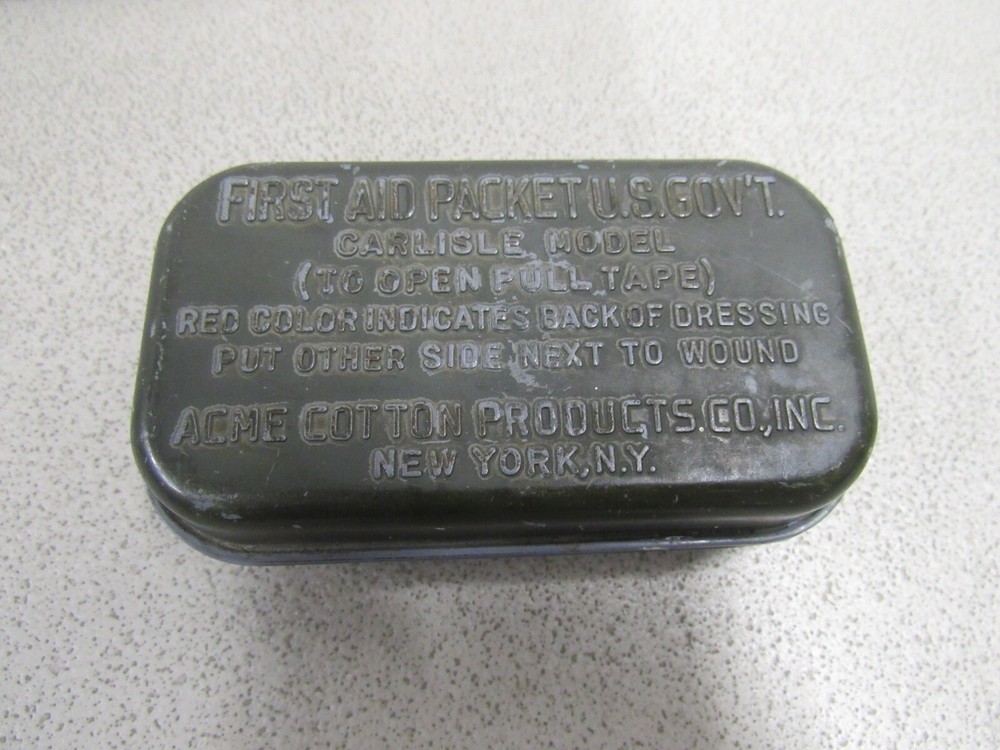 FIRST AID PACKET U.S. GOV'T.
CARLISLE MODEL
(TO OPEN PULL TAPE)
RED COLOR INDICATES BACK OF DRESSING
PUT OTHER SIDE NEXT TO WOUND
ACME COTTON PRODUCTS. CO., INC.
NEW YORK, N.Y.